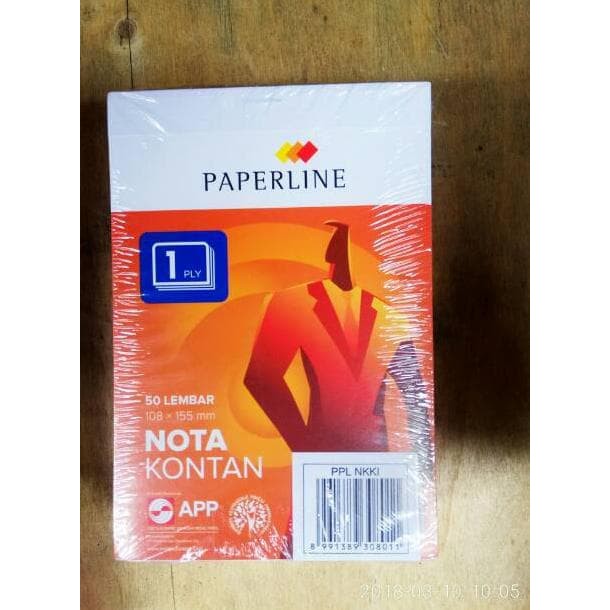 PAPERLINE
1
PLY
50 LEMBAR
108 × 155 mm
NOTA
KONTAN
APP
PPL NKKI
8 991389 308011
2018-03-10 10:05